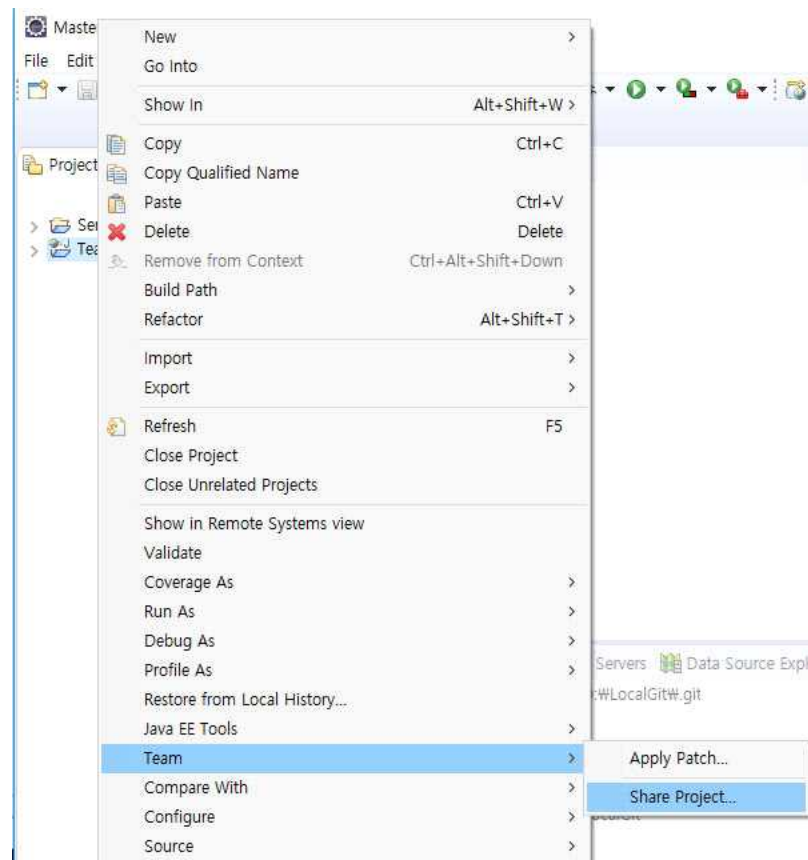 Maste
File Edit
Project
Ser
Tea
New
Go Into
Show In Alt+Shift+W
Copy Ctrl+C
Copy Qualified Name
Paste Ctrl+V
Delete Delete
Remove from Context Ctrl+Alt+Shift+Down
Build Path
Refactor Alt+Shift+T
Import
Export
Refresh F5
Close Project
Close Unrelated Projects
Show in Remote Systems view
Validate
Coverage As
Run As
Debug As
Profile As
Restore from Local History...
Java EE Tools
Team
Compare With
Configure
Source
Servers Data Source Expl
:₩LocalGit₩.git
Apply Patch...
Share Project...